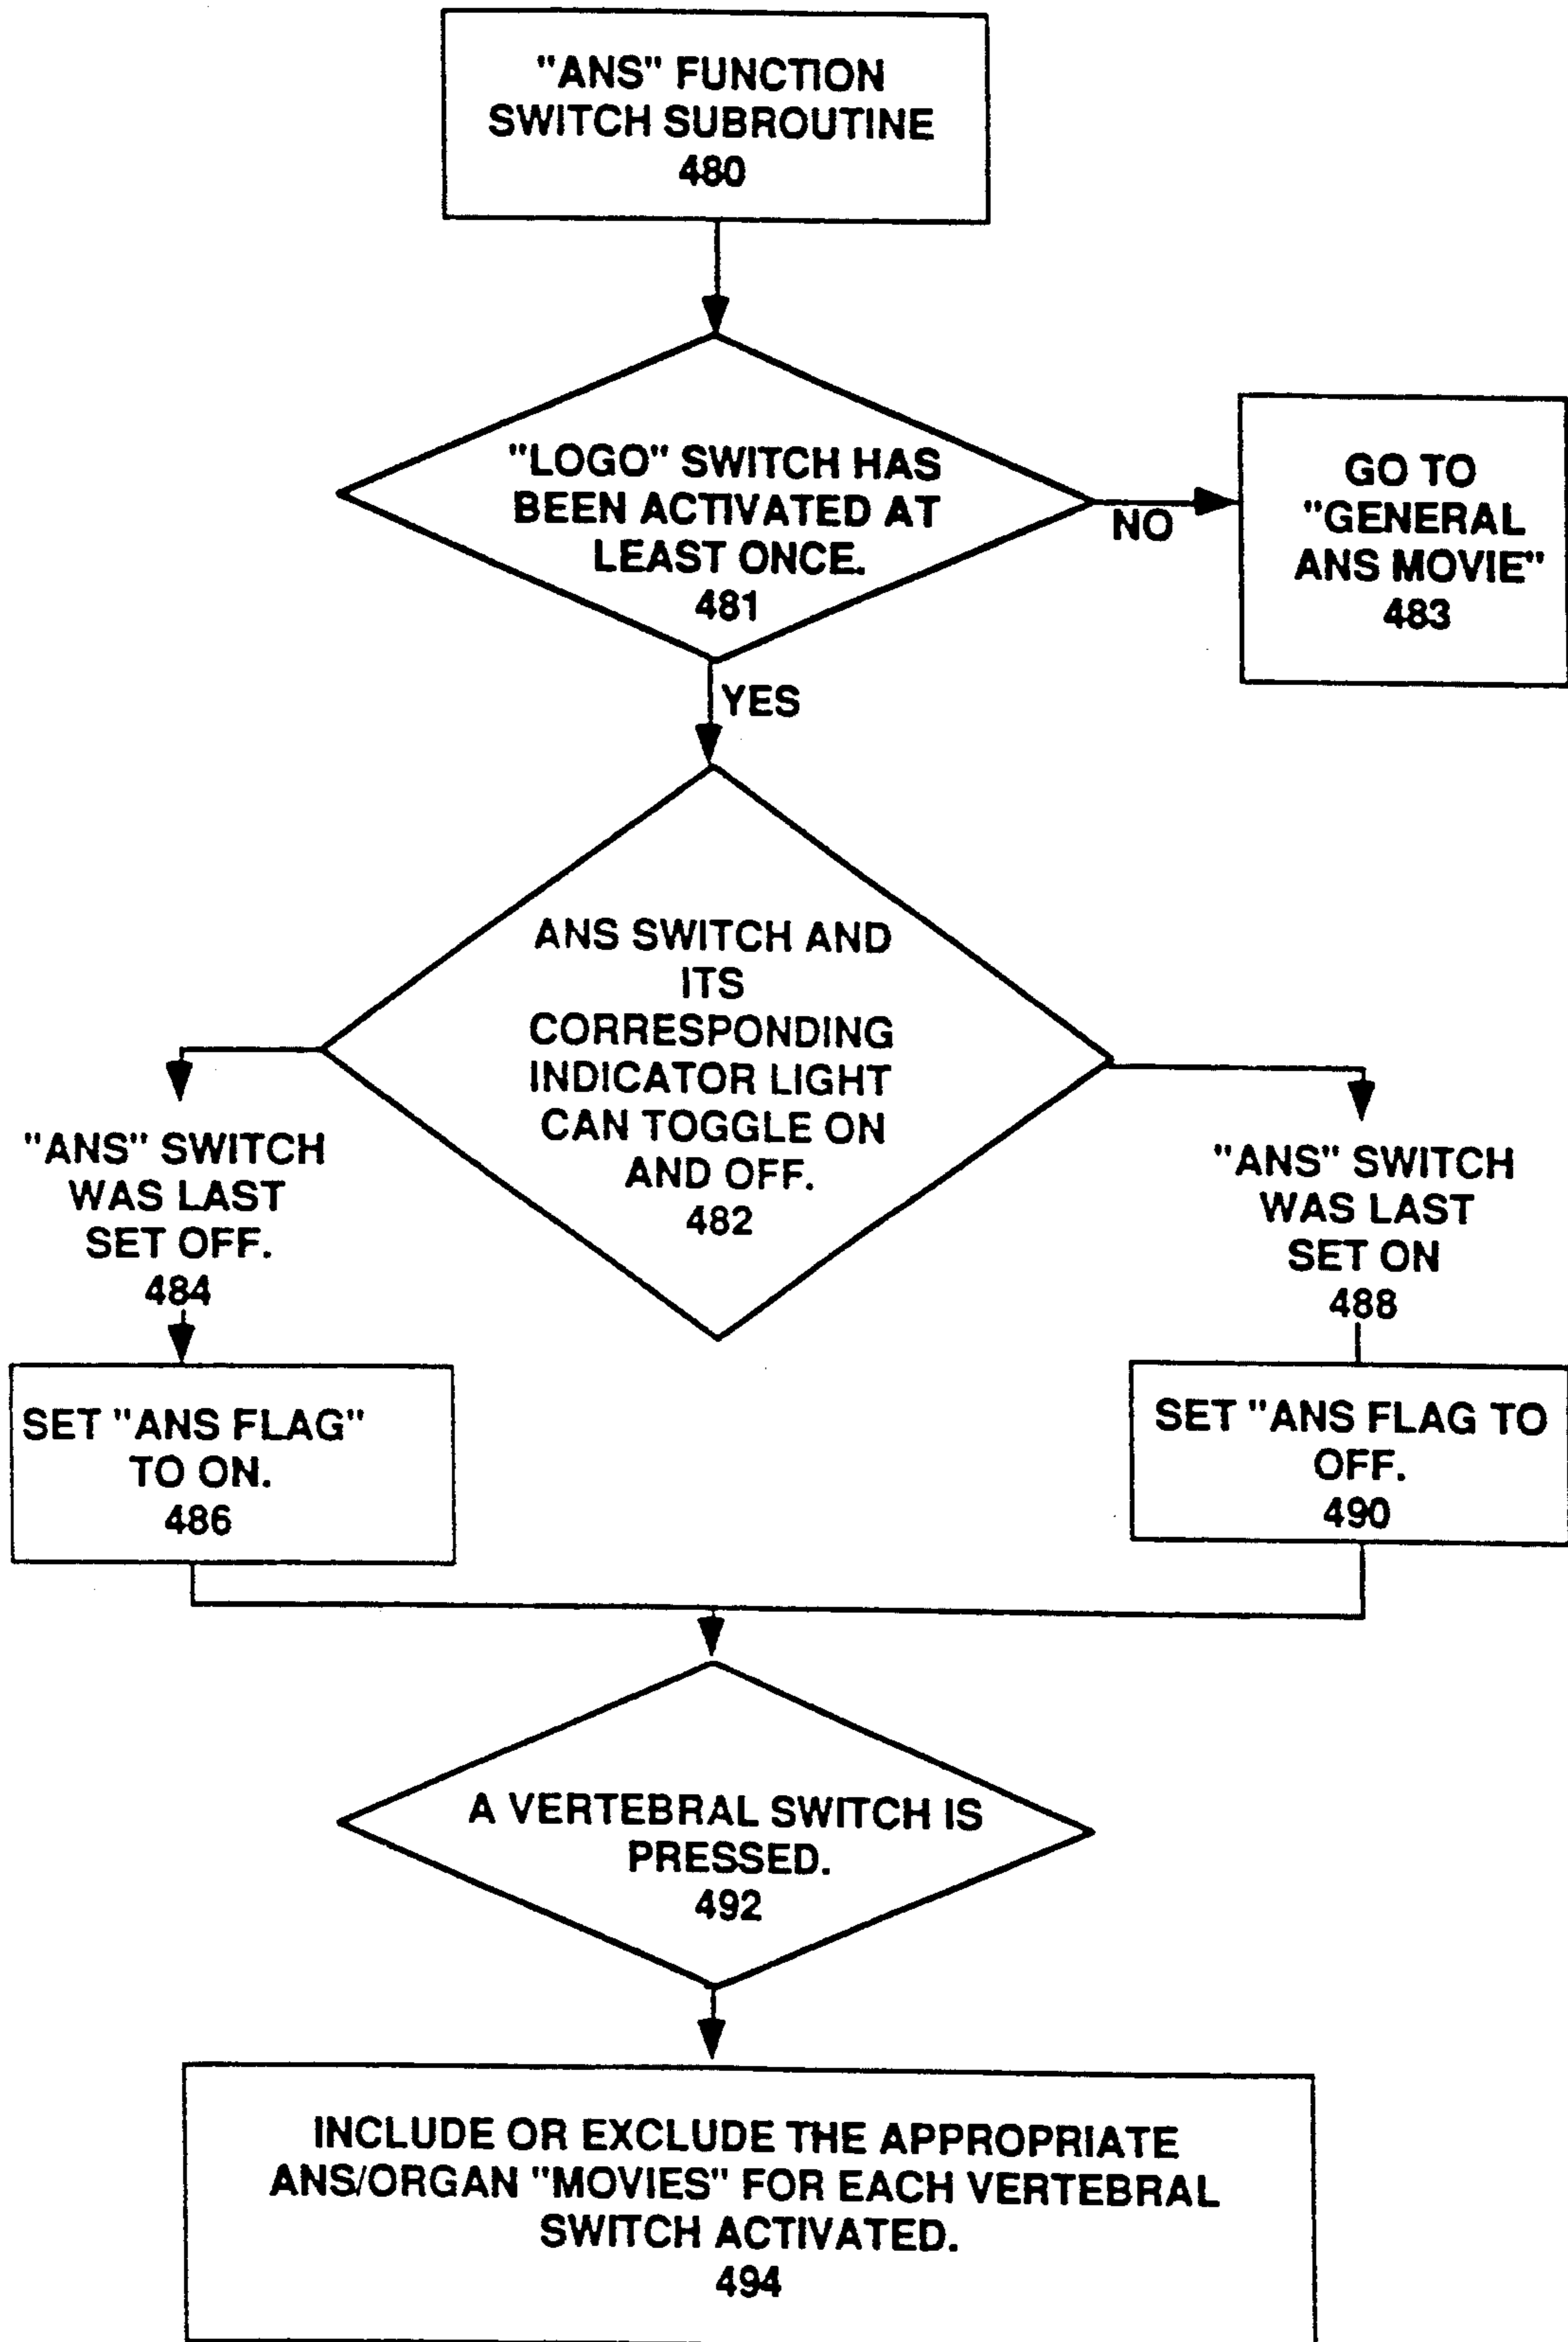 "ANS" FUNCTION
SWITCH SUBROUTINE
480
"LOGO" SWITCH HAS
BEEN ACTIVATED AT
LEAST ONCE.
481
NO
GO TO
"GENERAL
ANS MOVIE"
483
YES
ANS SWITCH AND
ITS
CORRESPONDING
INDICATOR LIGHT
CAN TOGGLE ON
AND OFF.
482
"ANS" SWITCH
WAS LAST
SET OFF.
484
"ANS" SWITCH
WAS LAST
SET ON
488
SET "ANS FLAG"
TO ON.
486
SET "ANS FLAG TO
OFF.
490
A VERTEBRAL SWITCH IS
PRESSED.
492
INCLUDE OR EXCLUDE THE APPROPRIATE
ANS/ORGAN "MOVIES" FOR EACH VERTEBRAL
SWITCH ACTIVATED.
494